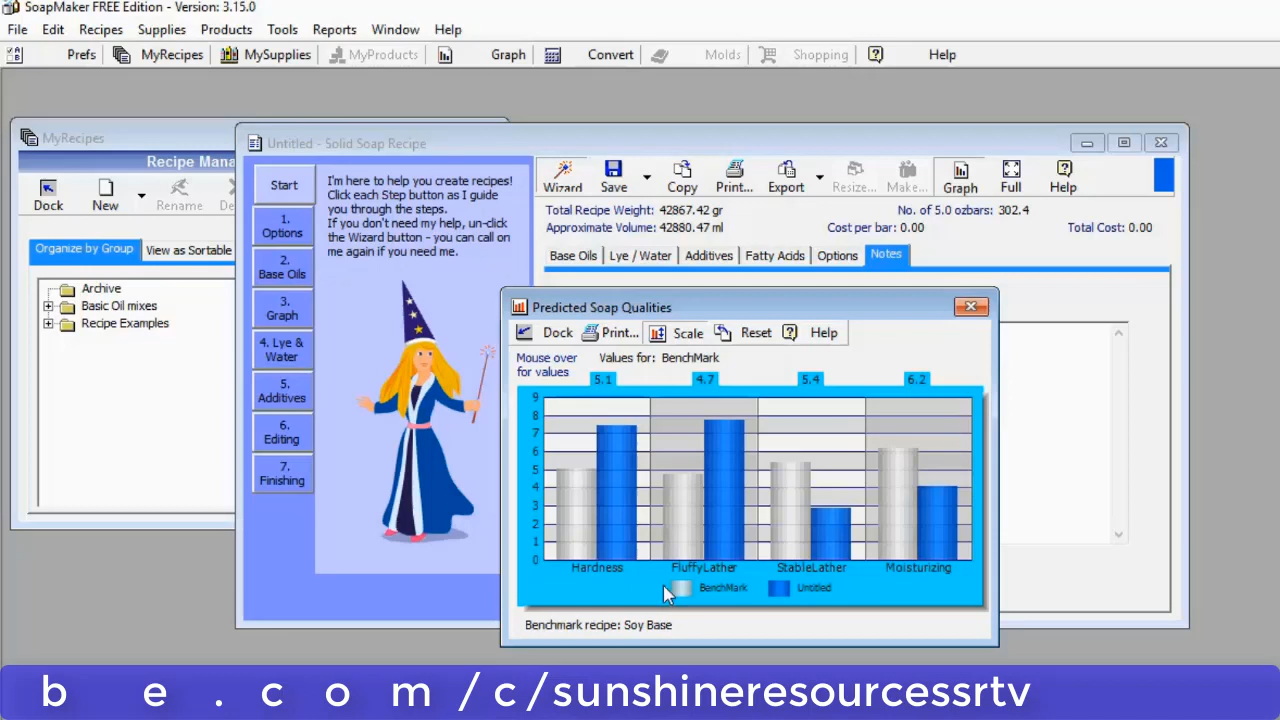 SoapMaker FREE Edition - Version: 3.15.0
File Edit Recipes Supplies Products Tools Reports Window Help
Prefs MyRecipes MySupplies MyProducts Graph Convert Molds Shopping Help
MyRecipes
Recipe Mana
Dock New Rename De
Organize by Group View as Sortable
Archive
Basic Oil mixes
Recipe Examples
Untitled - Solid Soap Recipe
Start
1. Options
2. Base Oils
3. Graph
4. Lye & Water
5. Additives
6. Editing
7. Finishing
I'm here to help you create recipes!
Click each Step button as I guide
you through the steps.
If you don't need my help, un-click
the Wizard button - you can call on
me again if you need me.
Wizard Save Copy Print... Export Resize... Make... Graph Full Help
Total Recipe Weight: 42867.42 gr No. of 5.0 ozbars: 302.4
Approximate Volume: 42880.47 ml Cost per bar: 0.00 Total Cost: 0.00
Base Oils Lye / Water Additives Fatty Acids Options Notes
Predicted Soap Qualities
Dock Print... Scale Reset Help
Mouse over
for values
Values for: BenchMark
5.1 4.7 5.4 6.2
9
8
7
6
5
4
3
2
1
0
Hardness FluffyLather StableLather Moisturizing
BenchMark Untitled
Benchmark recipe: Soy Base
b e . c o m /c/sunshineresourcessrtv